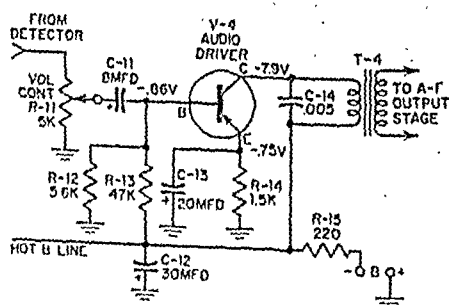 FROM
DETECTOR
V-4
AUDIO
DRIVER
C -7.9V
T-4
C-11
8MFD
-.86V
VOL
CONT
R-11
5K
B
C-14
.005
TO A-F
OUTPUT
STAGE
-.75V
R-12
5.6K
R-13
47K
C-13
20MFD
R-14
1.5K
R-15
220
HOT B LINE
C-12
30MFD
- B +